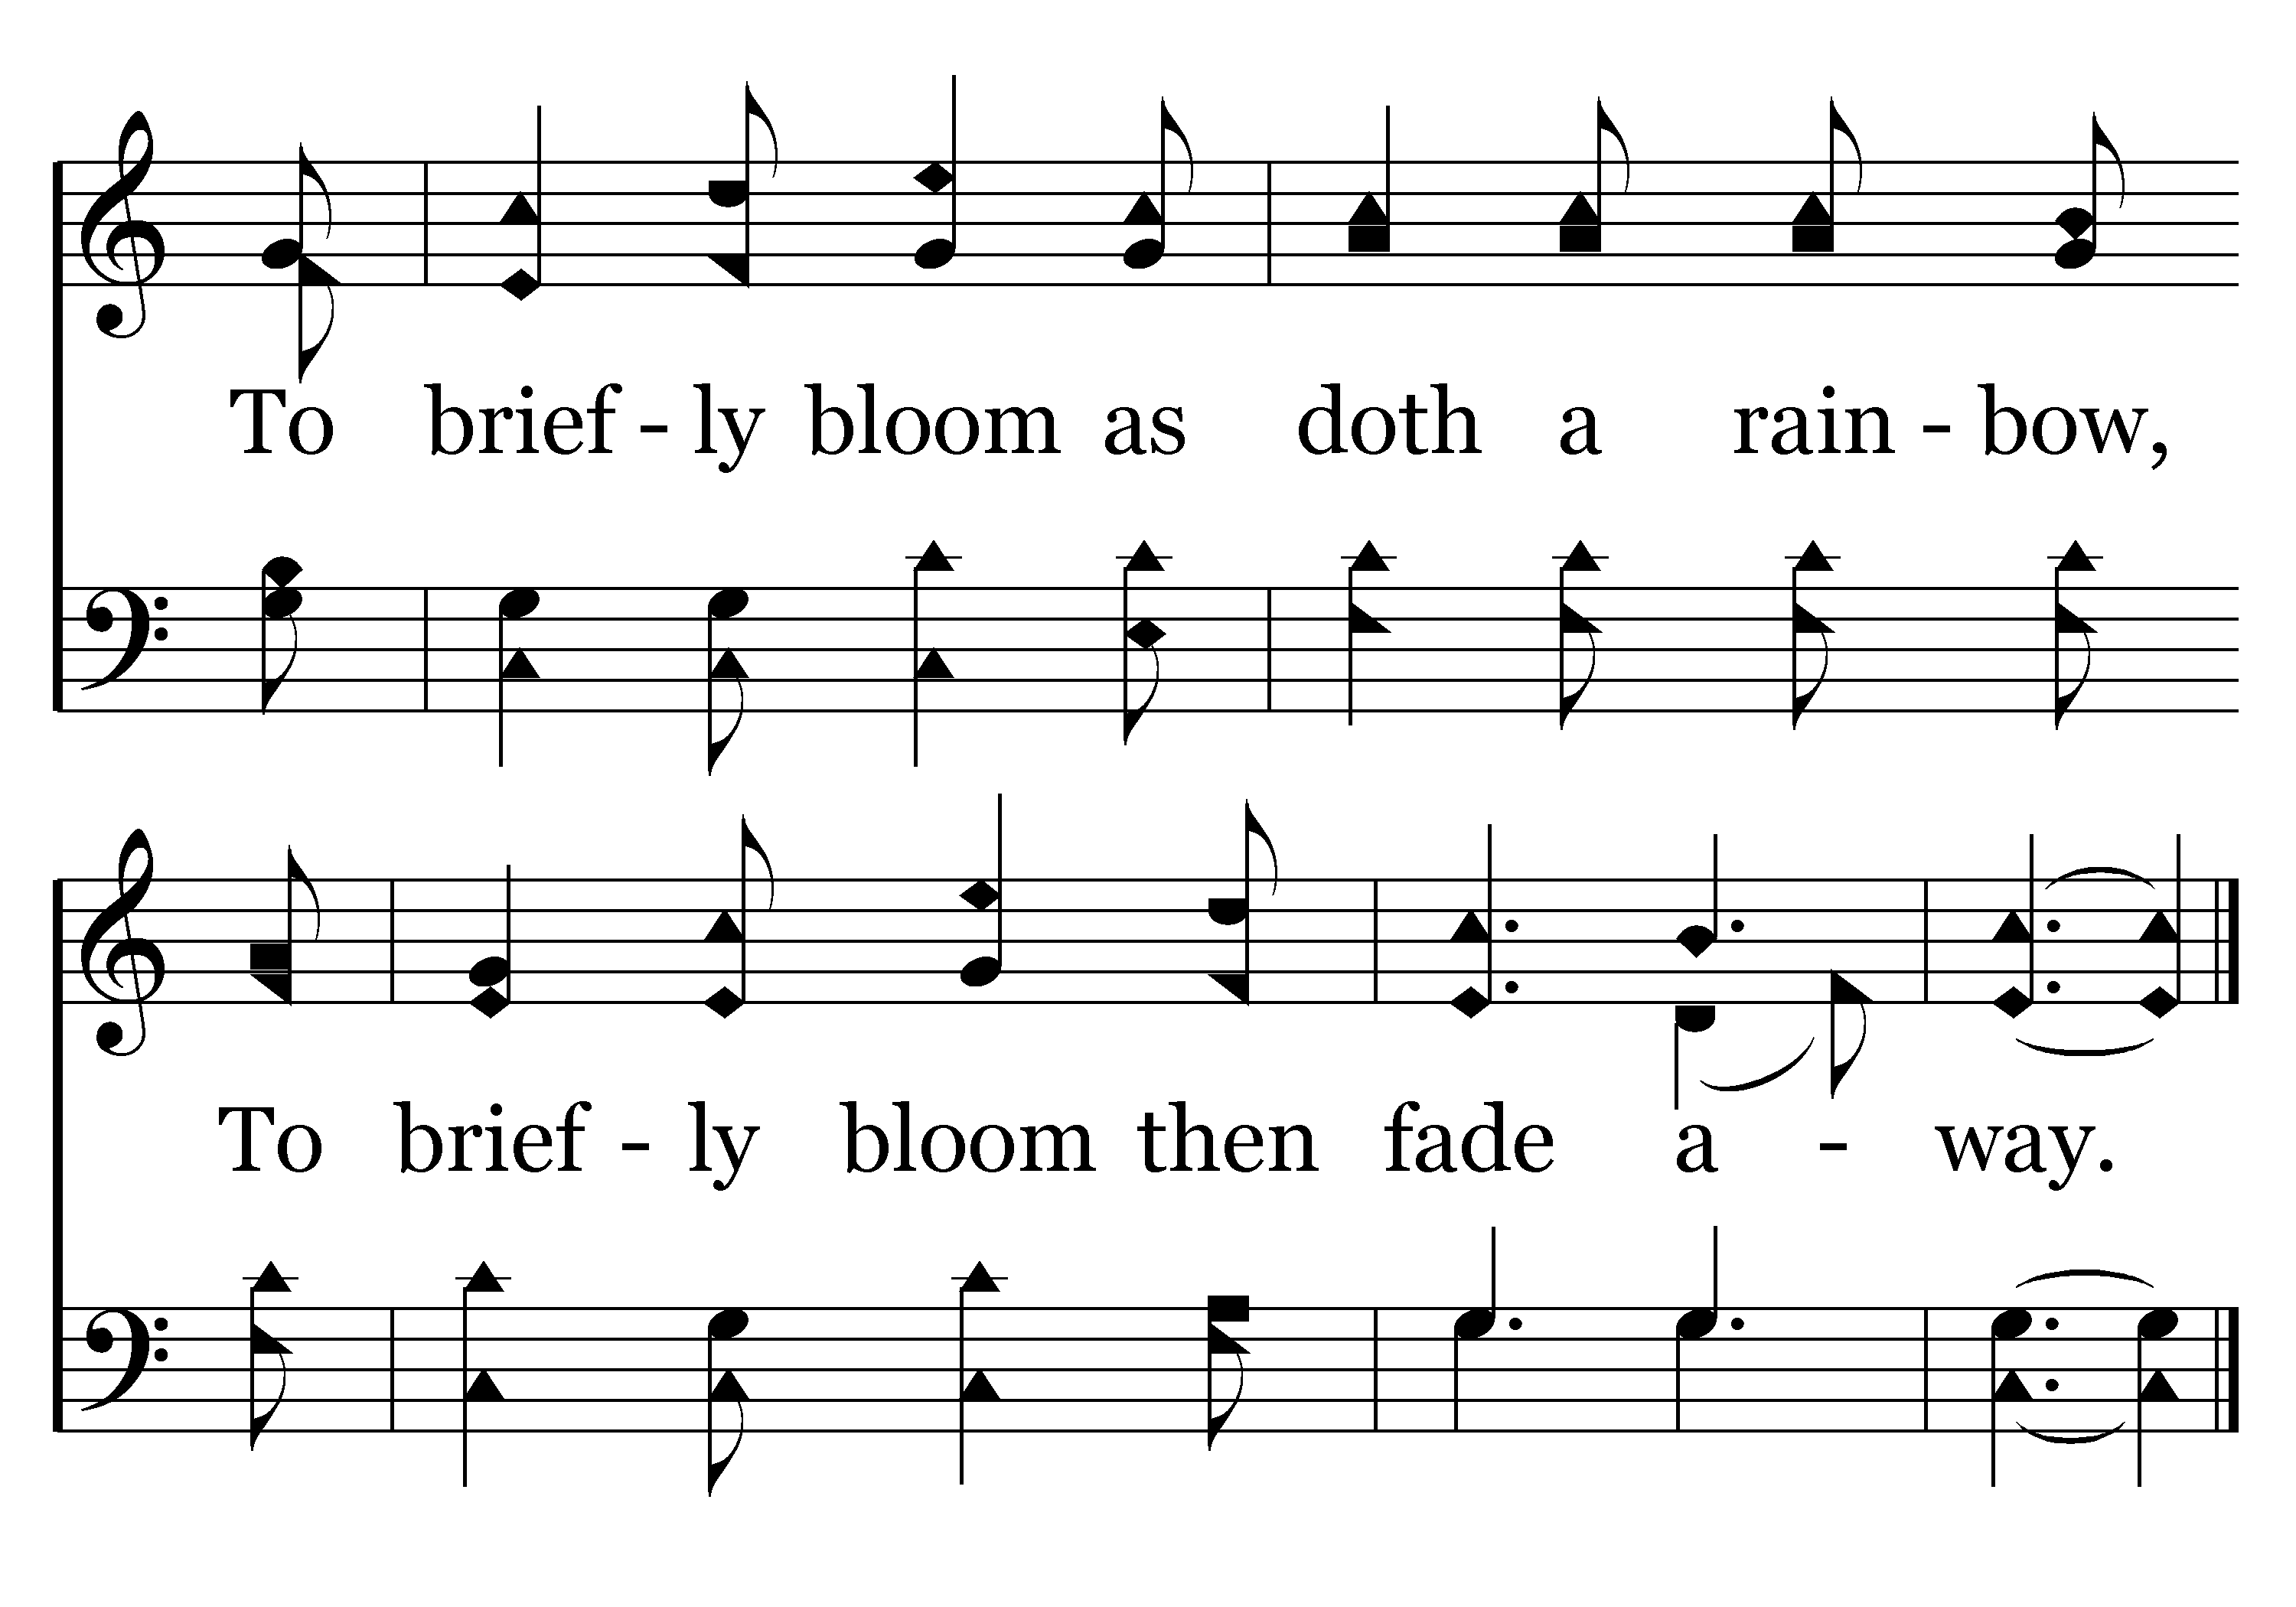 To brief - ly bloom as doth a rain - bow,
To brief - ly bloom then fade a - way.